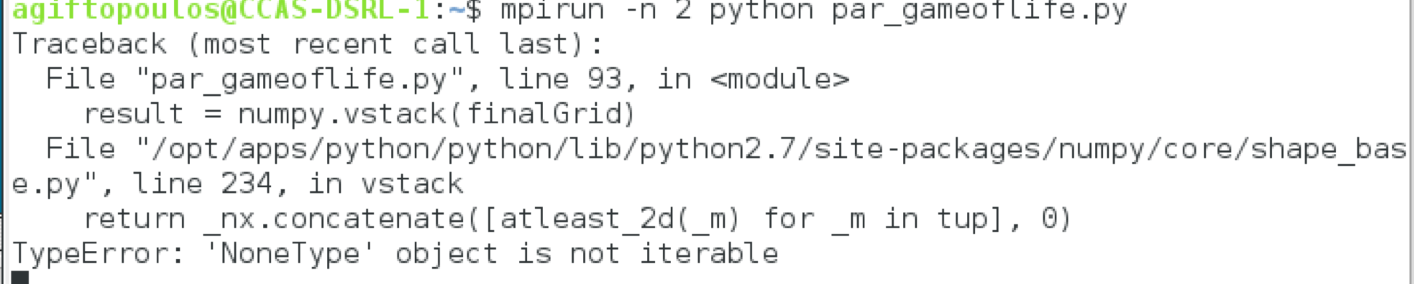 agiftopoulos@CCAS-DSRL-1:~$ mpirun -n 2 python par_gameoflife.py
Traceback (most recent call last):
  File "par_gameoflife.py", line 93, in <module>
    result = numpy.vstack(finalGrid)
  File "/opt/apps/python/python/lib/python2.7/site-packages/numpy/core/shape_bas
e.py", line 234, in vstack
    return _nx.concatenate([atleast_2d(_m) for _m in tup], 0)
TypeError: 'NoneType' object is not iterable